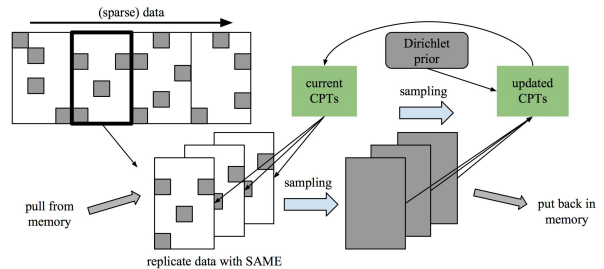 (sparse) data
Dirichlet
prior
current
CPTs
sampling
updated
CPTs
pull from
memory
sampling
put back in
memory
replicate data with SAME